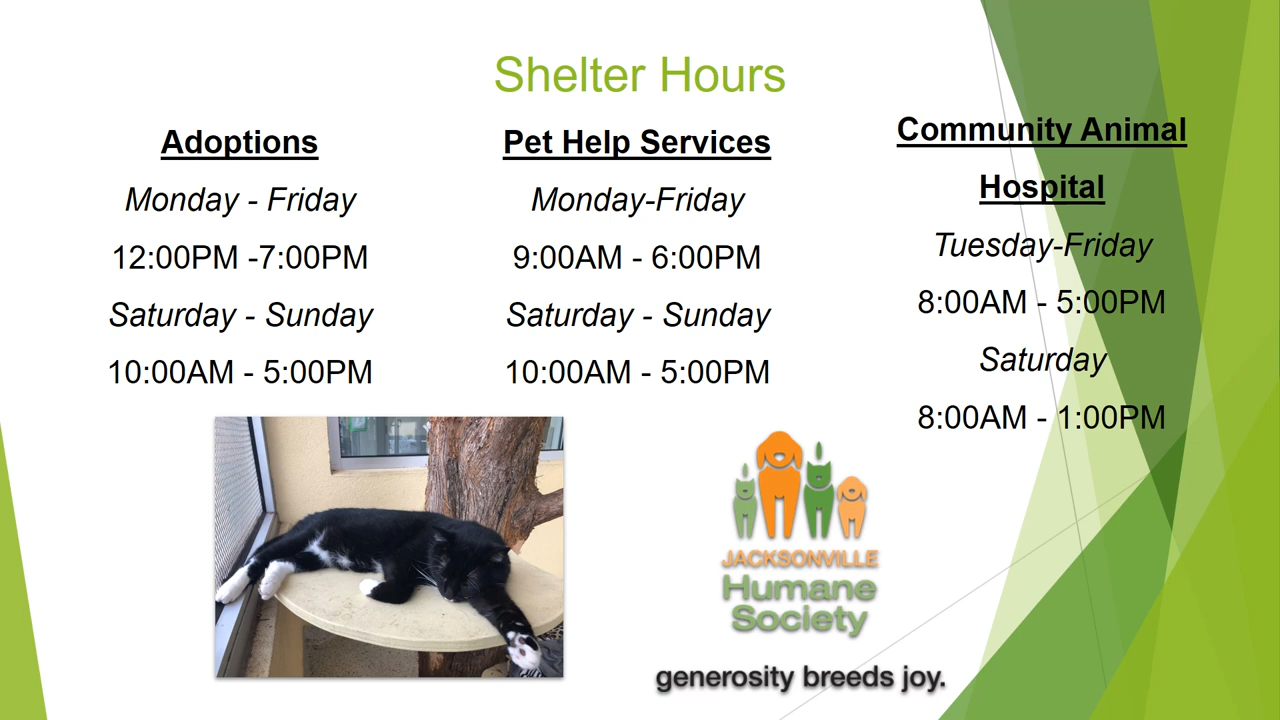 Shelter Hours
Adoptions
Monday - Friday
12:00PM -7:00PM
Saturday - Sunday
10:00AM - 5:00PM
Pet Help Services
Monday-Friday
9:00AM - 6:00PM
Saturday - Sunday
10:00AM - 5:00PM
Community Animal
Hospital
Tuesday-Friday
8:00AM - 5:00PM
Saturday
8:00AM - 1:00PM
JACKSONVILLE
Humane
Society
generosity breeds joy.